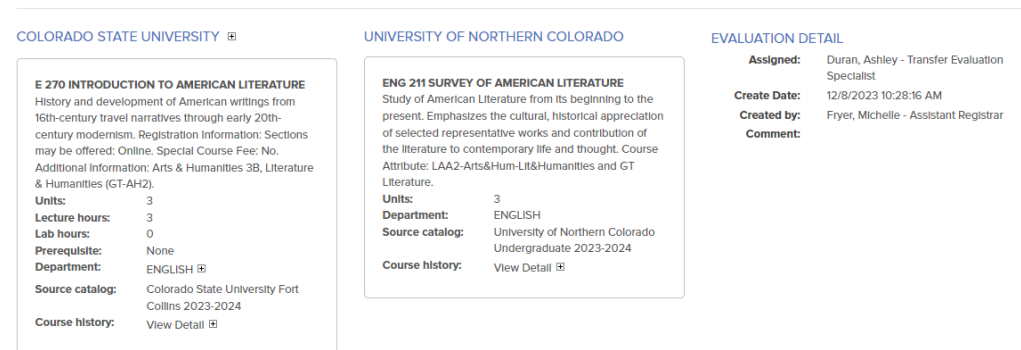 COLORADO STATE UNIVERSITY
E 270 INTRODUCTION TO AMERICAN LITERATURE
History and development of American writings from
16th-century travel narratives through early 20th-
century modernism. Registration Information: Sections
may be offered: Online. Special Course Fee: No.
Additional Information: Arts & Humanities 3B, Literature
& Humanities (GT-AH2).
Units: 3
Lecture hours: 3
Lab hours: 0
Prerequisite: None
Department: ENGLISH
Source catalog: Colorado State University Fort
Collins 2023-2024
Course history: View Detail
UNIVERSITY OF NORTHERN COLORADO
ENG 211 SURVEY OF AMERICAN LITERATURE
Study of American Literature from its beginning to the
present. Emphasizes the cultural, historical appreciation
of selected representative works and contribution of
the literature to contemporary life and thought. Course
Attribute: LAA2-Arts&Hum-Lit&Humanities and GT
Literature.
Units: 3
Department: ENGLISH
Source catalog: University of Northern Colorado
Undergraduate 2023-2024
Course history: View Detail
EVALUATION DETAIL
Assigned: Duran, Ashley - Transfer Evaluation
Specialist
Create Date: 12/8/2023 10:28:16 AM
Created by: Fryer, Michelle - Assistant Registrar
Comment: